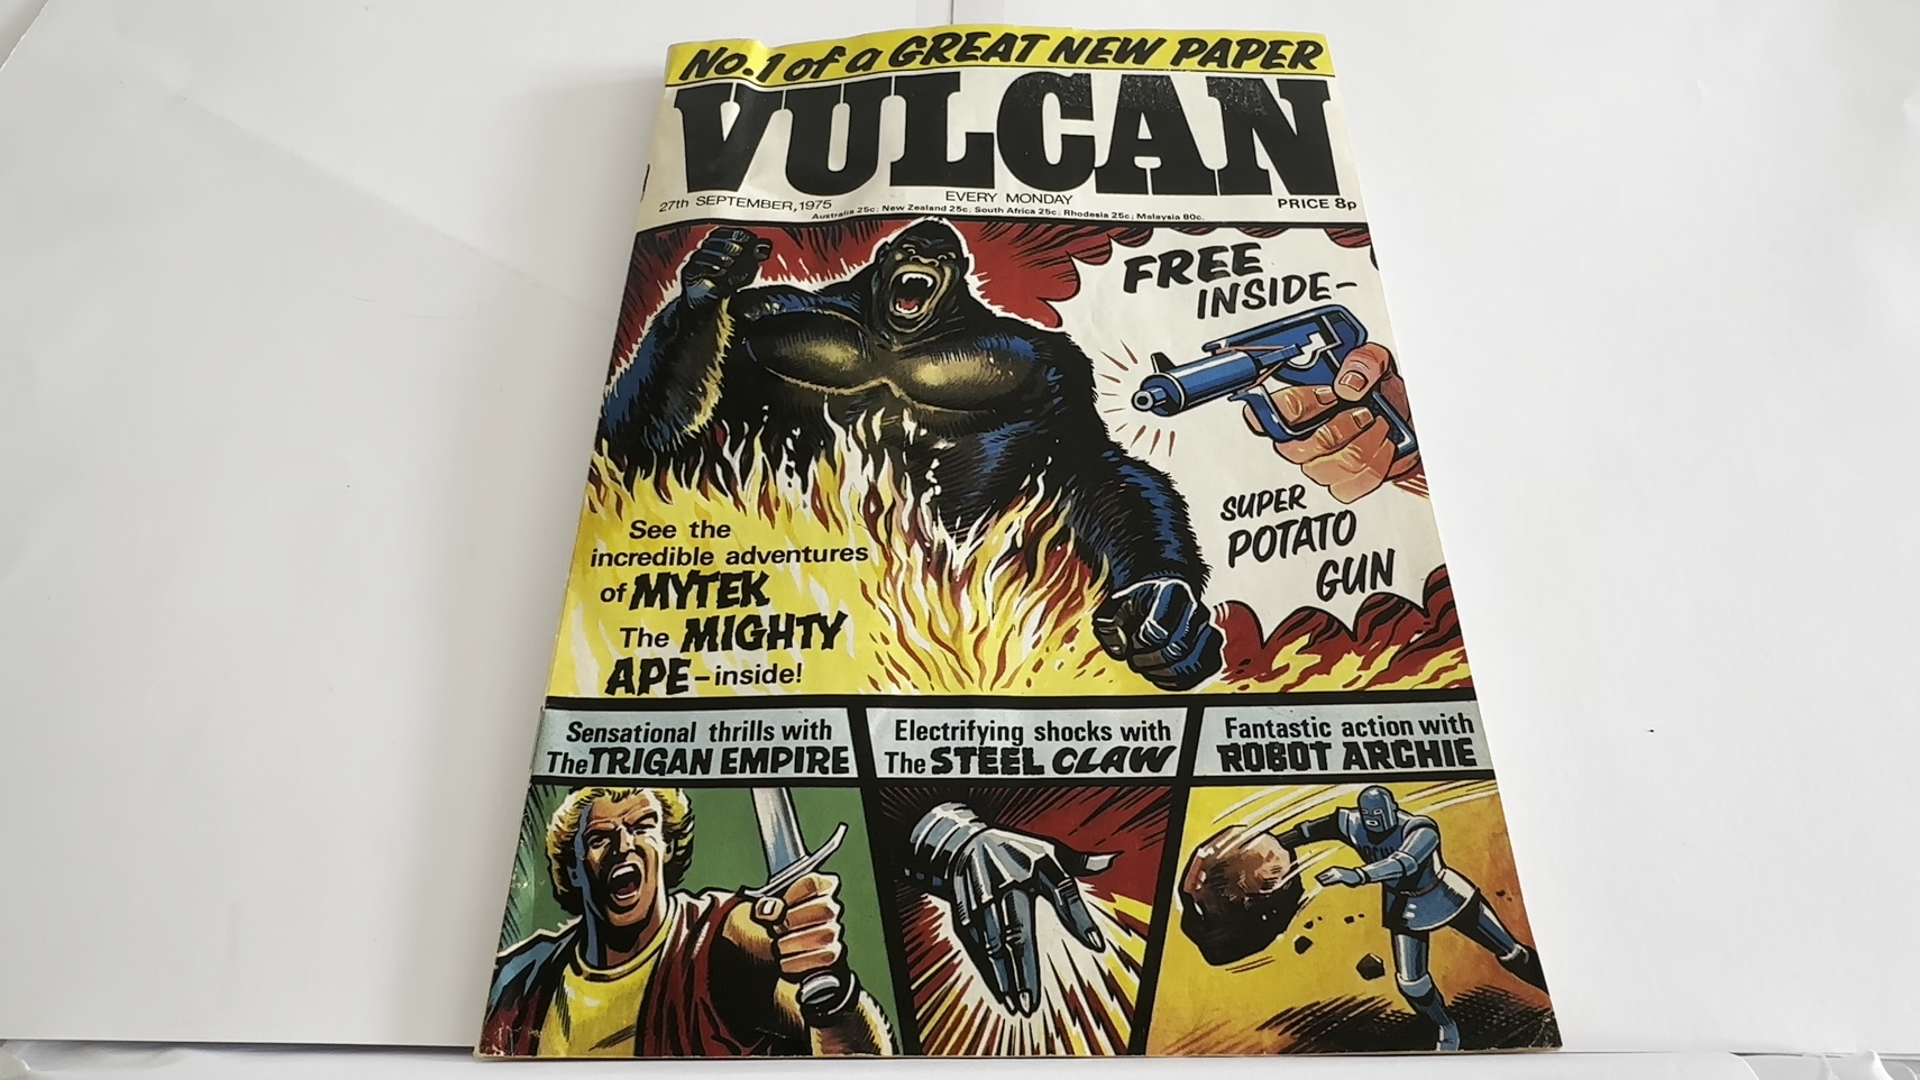 No.1 of a GREAT NEW PAPER
VULCAN
27th SEPTEMBER, 1975
EVERY MONDAY
PRICE 8p
Australia 25c; New Zealand 25c; South Africa 25c; Rhodesia 25c; Malaysia 80c.
FREE
INSIDE-
SUPER
POTATO
GUN
See the
incredible adventures
of MYTEK
The MIGHTY
APE-inside!
Sensational thrills with
The TRIGAN EMPIRE
Electrifying shocks with
The STEEL CLAW
Fantastic action with
ROBOT ARCHIE